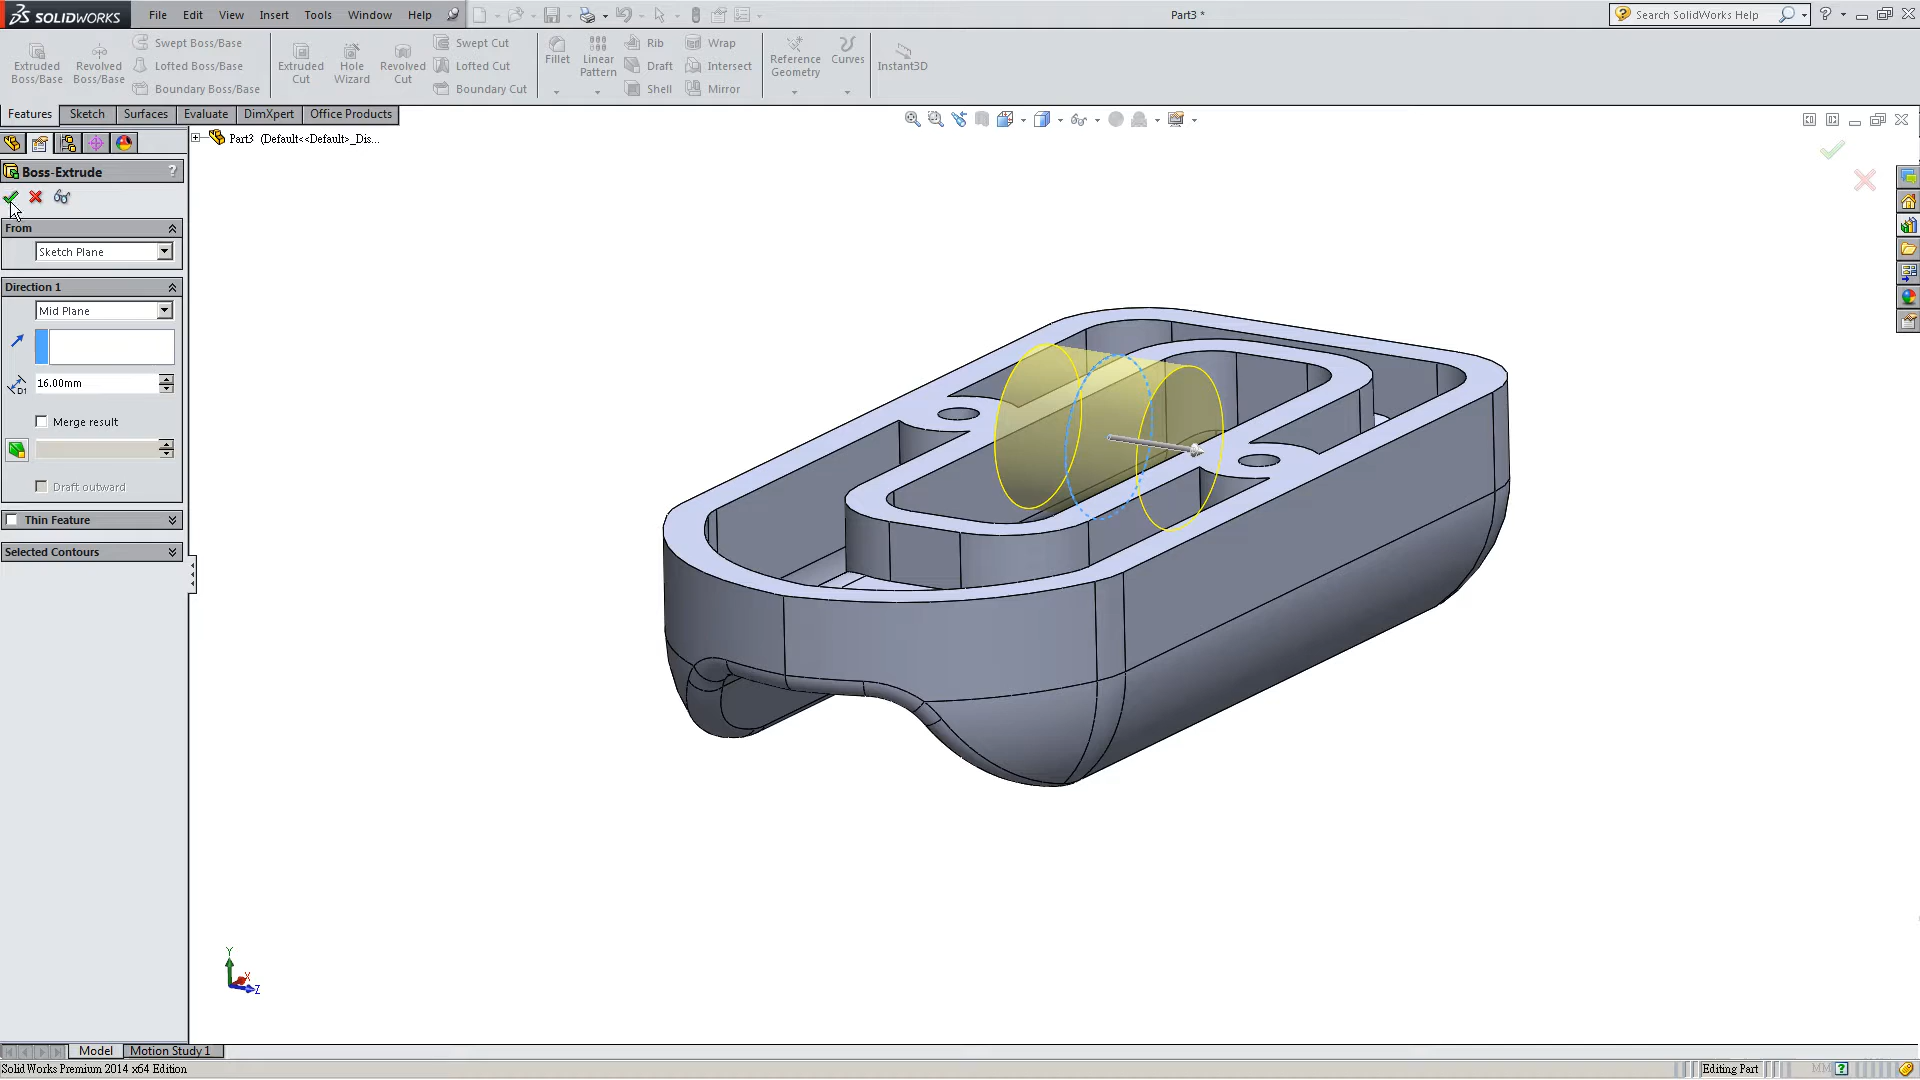 SOLIDWORKS File Edit View Insert Tools Window Help Part3 * Search SolidWorks Help
Extruded Boss/Base
Revolved Boss/Base
Swept Boss/Base
Lofted Boss/Base
Boundary Boss/Base
Extruded Cut
Hole Wizard
Revolved Cut
Swept Cut
Lofted Cut
Boundary Cut
Fillet
Linear Pattern
Rib
Draft
Shell
Wrap
Intersect
Mirror
Reference Geometry
Curves
Instant3D
Features Sketch Surfaces Evaluate DimXpert Office Products
Part3 (Default<<Default>_Dis...
Boss-Extrude ?
From
Sketch Plane
Direction 1
Mid Plane
D1 16.00mm
Merge result
Draft outward
Thin Feature
Selected Contours
Y
X
Z
Model Motion Study 1
SolidWorks Premium 2014 x64 Edition Editing Part MM